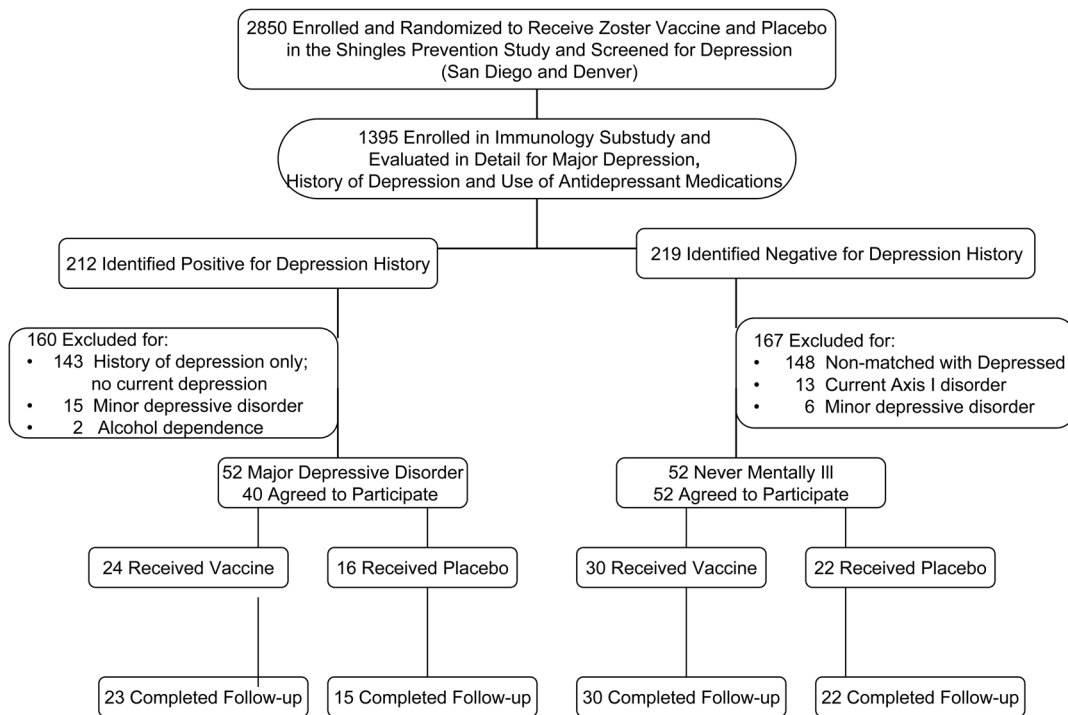 2850 Enrolled and Randomized to Receive Zoster Vaccine and Placebo
in the Shingles Prevention Study and Screened for Depression
(San Diego and Denver)
1395 Enrolled in Immunology Substudy and
Evaluated in Detail for Major Depression,
History of Depression and Use of Antidepressant Medications
212 Identified Positive for Depression History
219 Identified Negative for Depression History
160 Excluded for:
• 143 History of depression only;
no current depression
• 15 Minor depressive disorder
• 2 Alcohol dependence
167 Excluded for:
• 148 Non-matched with Depressed
• 13 Current Axis I disorder
• 6 Minor depressive disorder
52 Major Depressive Disorder
40 Agreed to Participate
52 Never Mentally Ill
52 Agreed to Participate
24 Received Vaccine
16 Received Placebo
30 Received Vaccine
22 Received Placebo
23 Completed Follow-up
15 Completed Follow-up
30 Completed Follow-up
22 Completed Follow-up